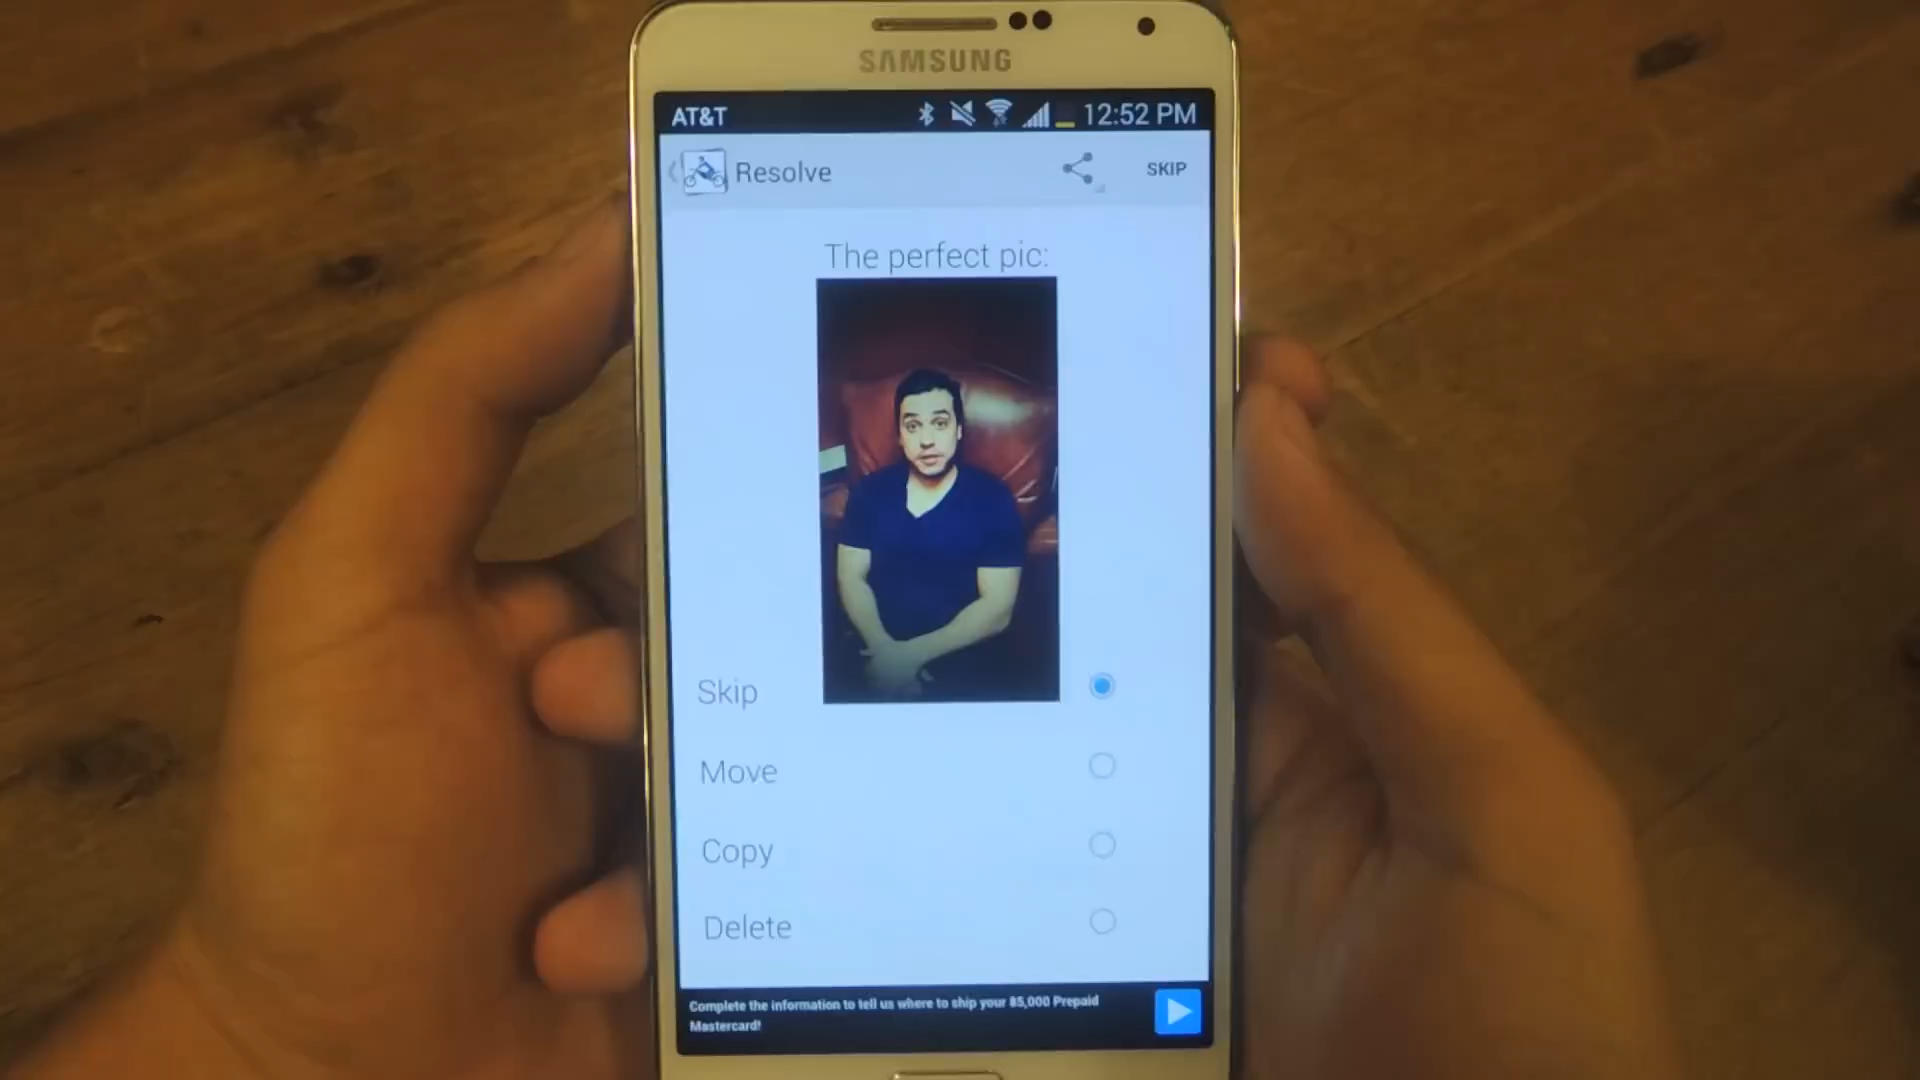 SAMSUNG
AT&T 12:52 PM
Resolve SKIP
The perfect pic:
Skip
Move
Copy
Delete
Complete the information to tell us where to ship your $5,000 Prepaid
Mastercard!